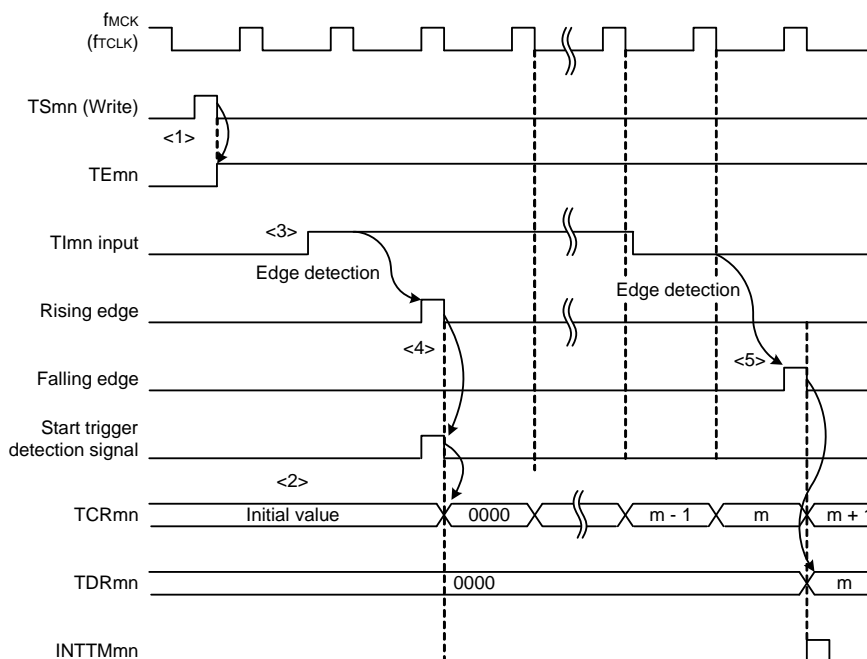 fMCK
(fTCLK)
TSmn (Write)
<1>
TEmn
TImn input
<3>
Edge detection
Edge detection
Rising edge
<4>
<5>
Falling edge
Start trigger
detection signal
<2>
TCRmn
Initial value
0000
m - 1
m
m + 1
TDRmn
0000
m
INTTMmn